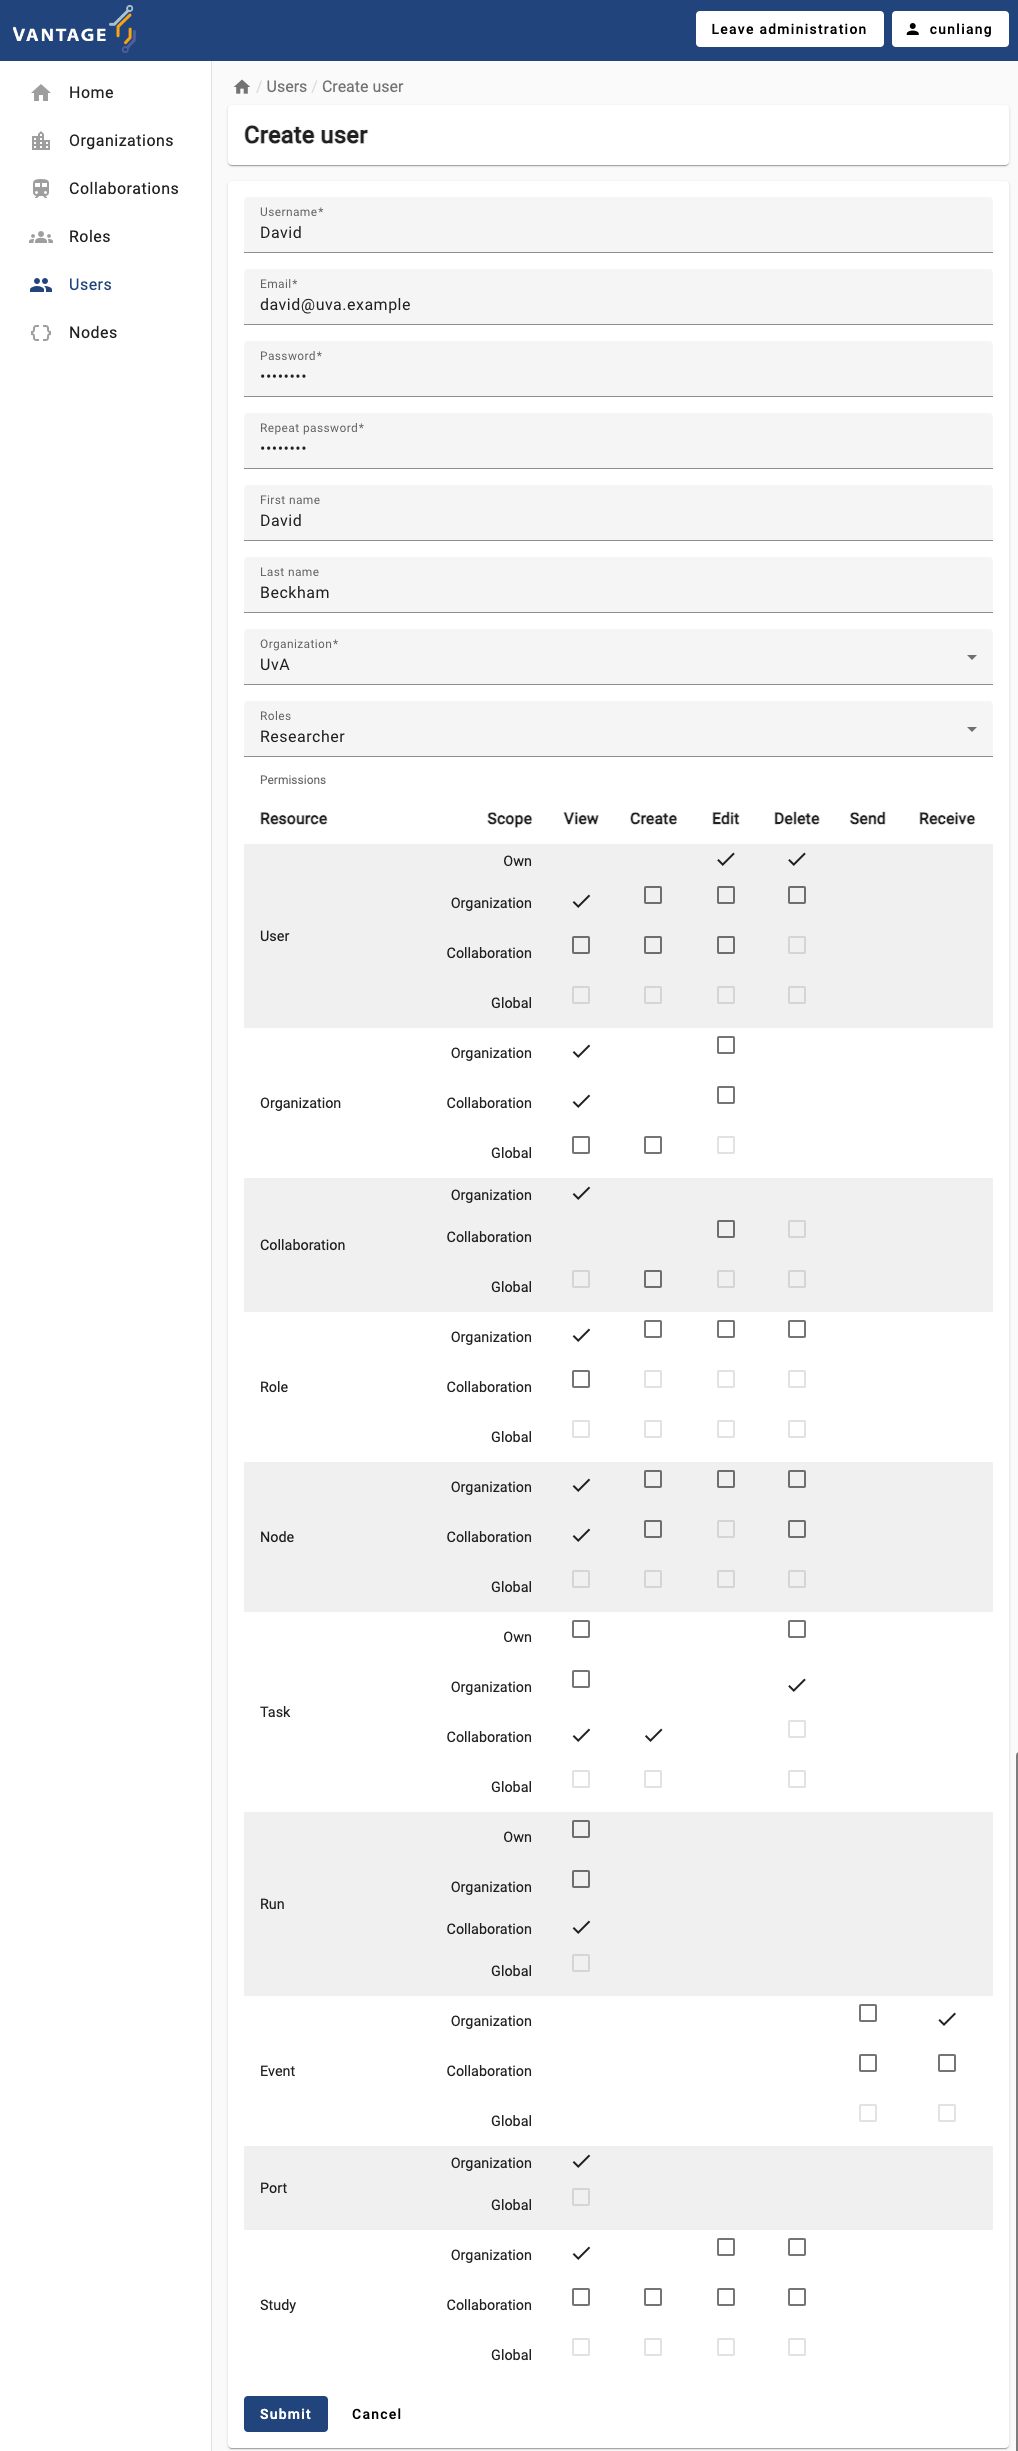 VANTAGE
Leave administration
cunliang
Home
Organizations
Collaborations
Roles
Users
Nodes
/ Users / Create user
Create user
Username*
David
Email*
david@uva.example
Password*
••••••••
Repeat password*
••••••••
First name
David
Last name
Beckham
Organization*
UvA
Roles
Researcher
Permissions
Resource Scope View Create Edit Delete Send Receive
User
Own
Organization
Collaboration
Global
Organization
Organization
Collaboration
Global
Collaboration
Organization
Collaboration
Global
Role
Organization
Collaboration
Global
Node
Organization
Collaboration
Global
Task
Own
Organization
Collaboration
Global
Run
Own
Organization
Collaboration
Global
Event
Organization
Collaboration
Global
Port
Organization
Global
Study
Organization
Collaboration
Global
Submit Cancel